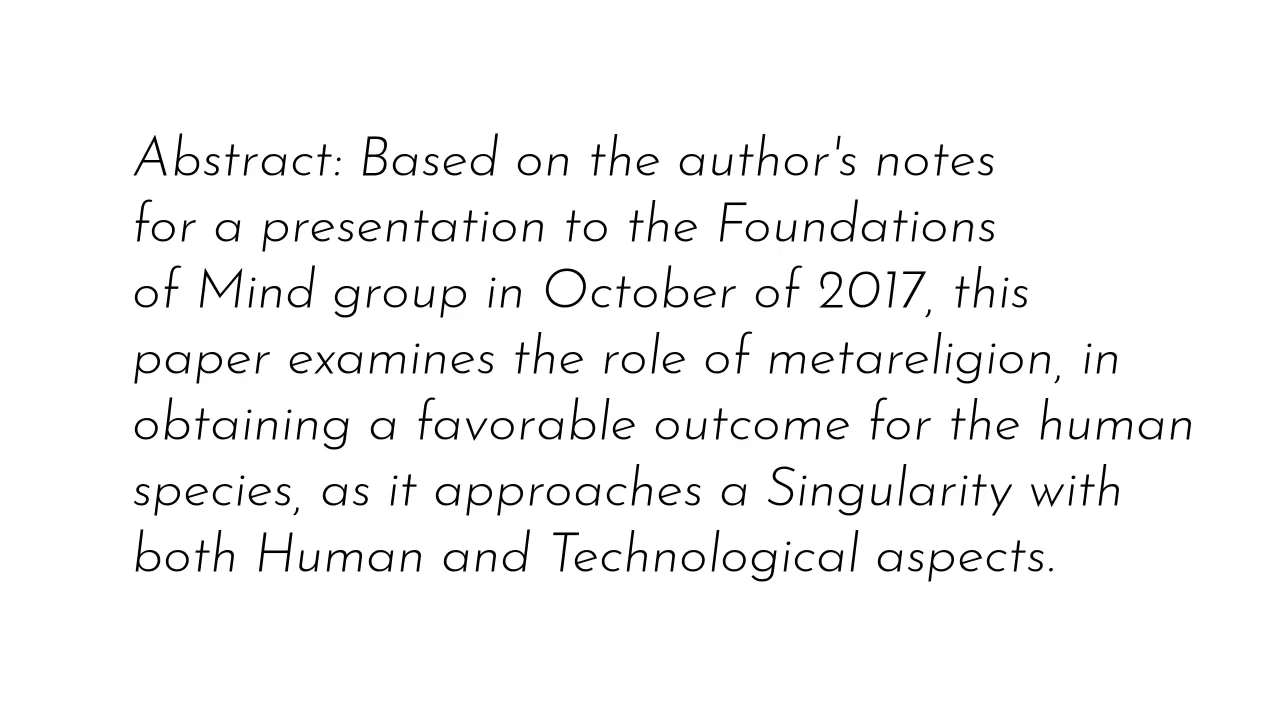 Abstract: Based on the author's notes
for a presentation to the Foundations
of Mind group in October of 2017, this
paper examines the role of metareligion, in
obtaining a favorable outcome for the human
species, as it approaches a Singularity with
both Human and Technological aspects.